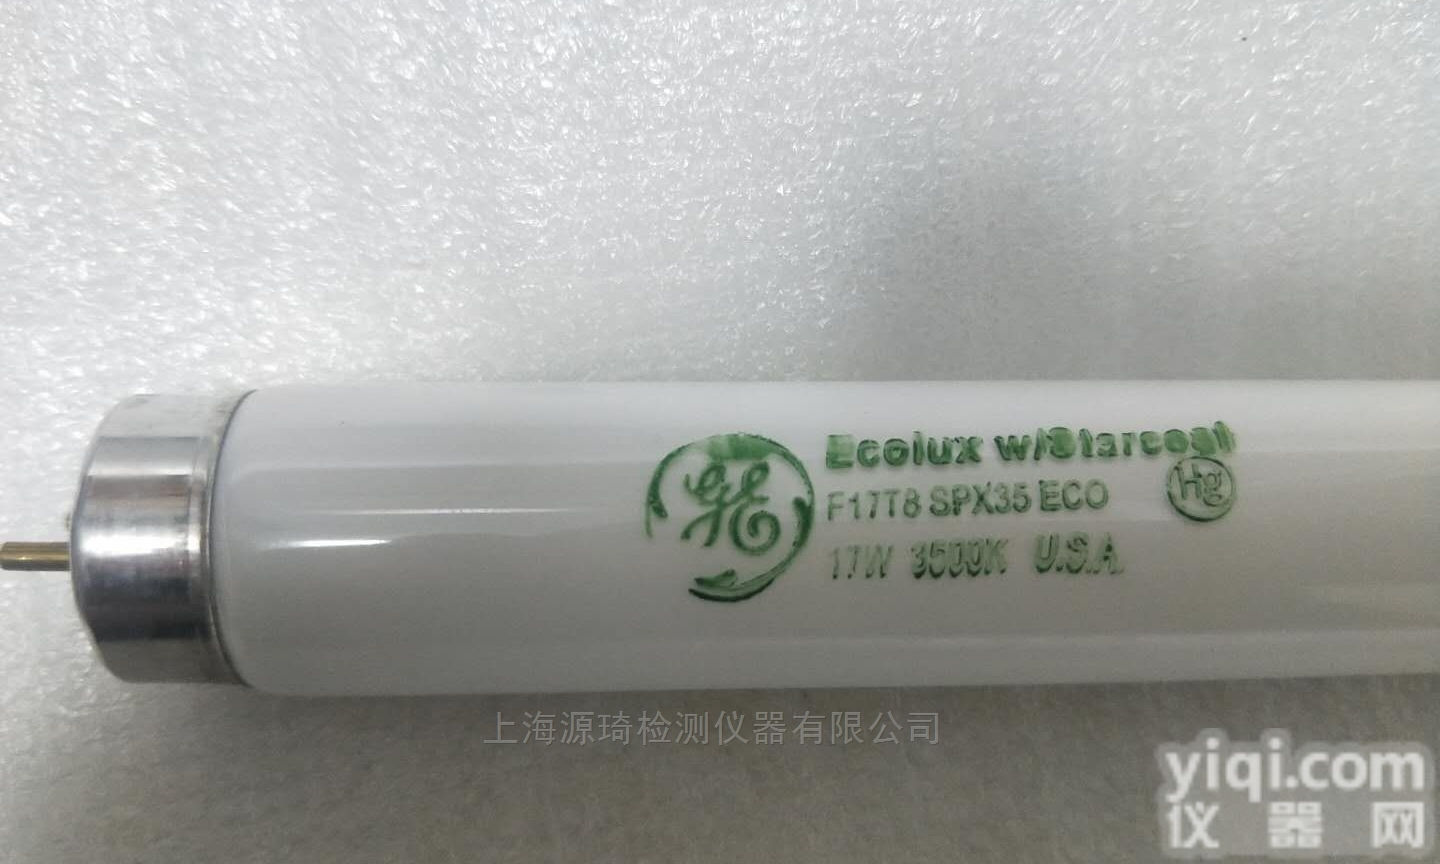 Ecolux w/Starcoat
GE
F17T8 SPX35 ECO
Hg
17W 3500K U.S.A.
上海源琦检测仪器有限公司
yiqi.com
仪器网